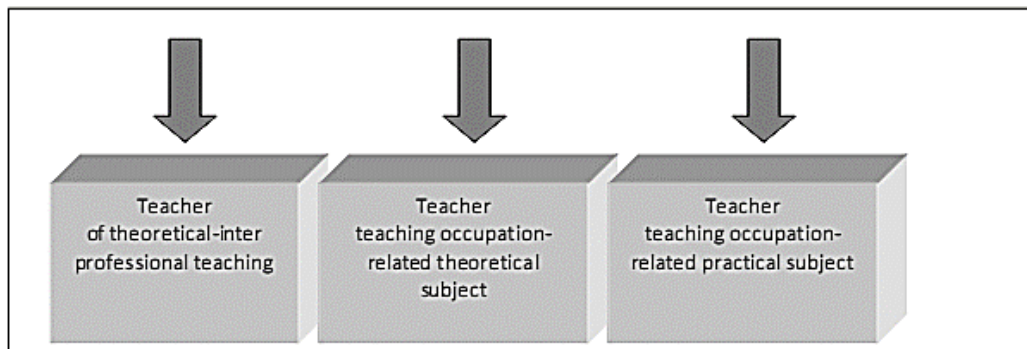 Teacher
of theoretical-inter
professional teaching
Teacher
teaching occupation-
related theoretical
subject
Teacher
teaching occupation-
related practical subject